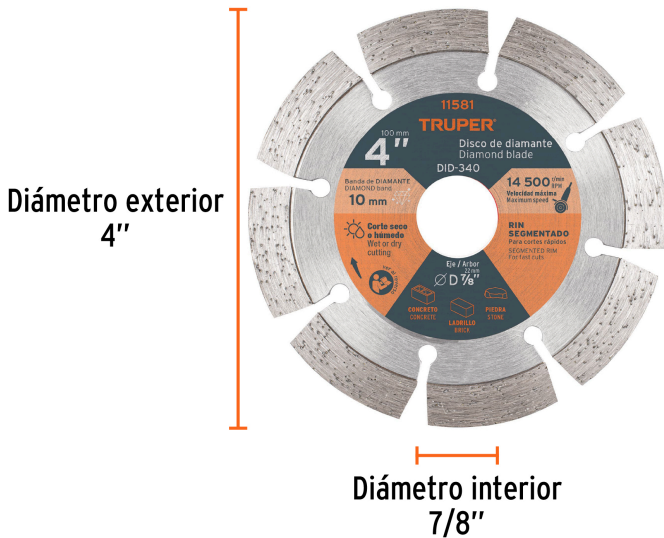 Diámetro exterior
4"
11581
TRUPER®
100 mm
4"
Disco de diamante
Diamond blade
DID-340
Banda de DIAMANTE
DIAMOND band
10 mm
14 500 r/min
RPM
Velocidad máxima
Maximum speed
Corte seco
o húmedo
Wet or dry
cutting
RIN
SEGMENTADO
Para cortes rápidos
SEGMENTED RIM
For fast cuts
Eje / Arbor
22 mm
Ø D 7/8"
CONCRETO
CONCRETE
LADRILLO
BRICK
PIEDRA
STONE
Diámetro interior
7/8"